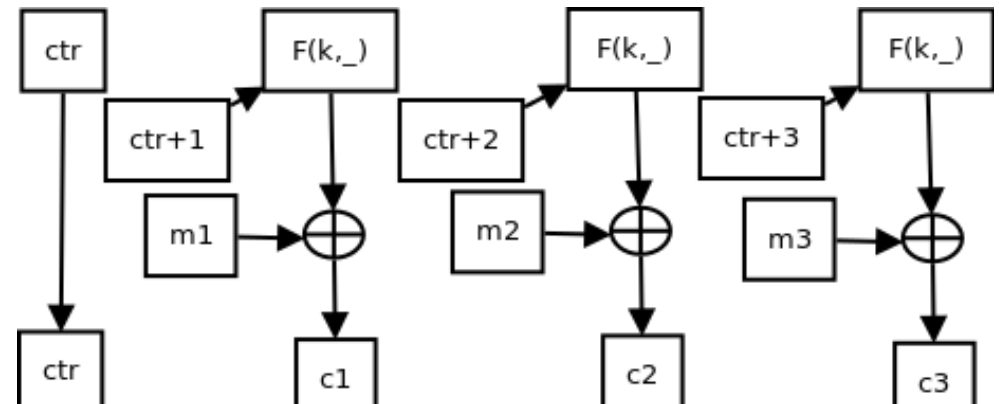 ctr
F(k,_)
F(k,_)
F(k,_)
ctr+1
ctr+2
ctr+3
m1
m2
m3
ctr
c1
c2
c3